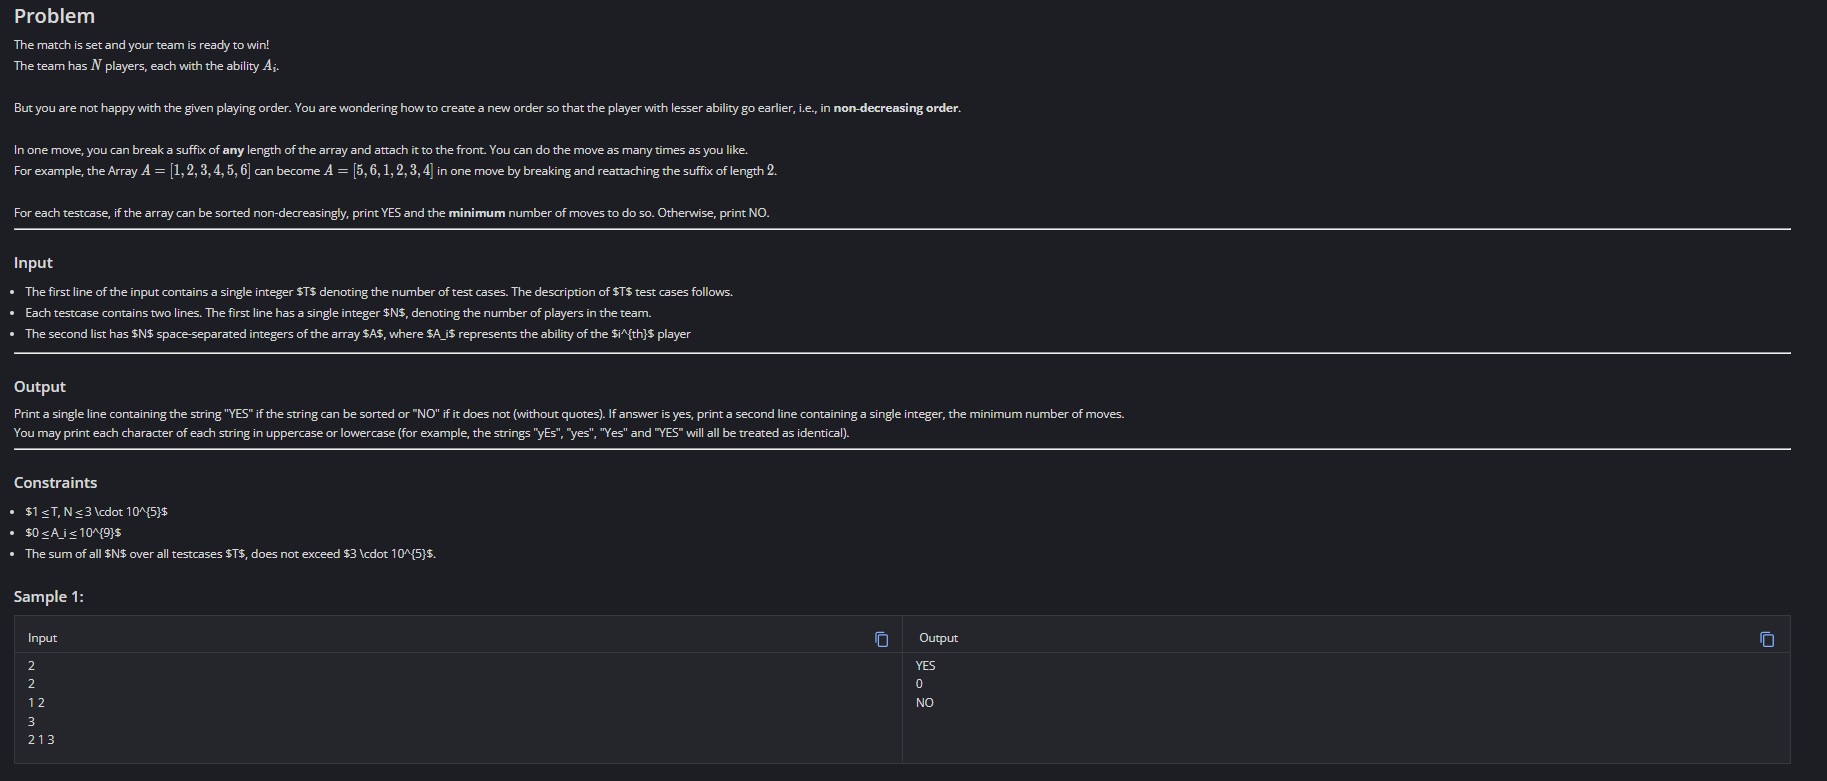 Problem
The match is set and your team is ready to win!
The team has N players, each with the ability A_i.
But you are not happy with the given playing order. You are wondering how to create a new order so that the player with lesser ability go earlier, i.e., in non-decreasing order.
In one move, you can break a suffix of any length of the array and attach it to the front. You can do the move as many times as you like.
For example, the Array A = [1, 2, 3, 4, 5, 6] can become A = [5, 6, 1, 2, 3, 4] in one move by breaking and reattaching the suffix of length 2.
For each testcase, if the array can be sorted non-decreasingly, print YES and the minimum number of moves to do so. Otherwise, print NO.
Input
• The first line of the input contains a single integer $T$ denoting the number of test cases. The description of $T$ test cases follows.
• Each testcase contains two lines. The first line has a single integer $N$, denoting the number of players in the team.
• The second list has $N$ space-separated integers of the array $A$, where $A_i$ represents the ability of the $i^{th}$ player
Output
Print a single line containing the string "YES" if the string can be sorted or "NO" if it does not (without quotes). If answer is yes, print a second line containing a single integer, the minimum number of moves.
You may print each character of each string in uppercase or lowercase (for example, the strings "yEs", "yes", "Yes" and "YES" will all be treated as identical).
Constraints
• $1 ≤ T, N ≤ 3 \cdot 10^{5}$
• $0 ≤ A_i ≤ 10^{9}$
• The sum of all $N$ over all testcases $T$, does not exceed $3 \cdot 10^{5}$.
Sample 1:
Input
2
2
1 2
3
2 1 3
Output
YES
0
NO